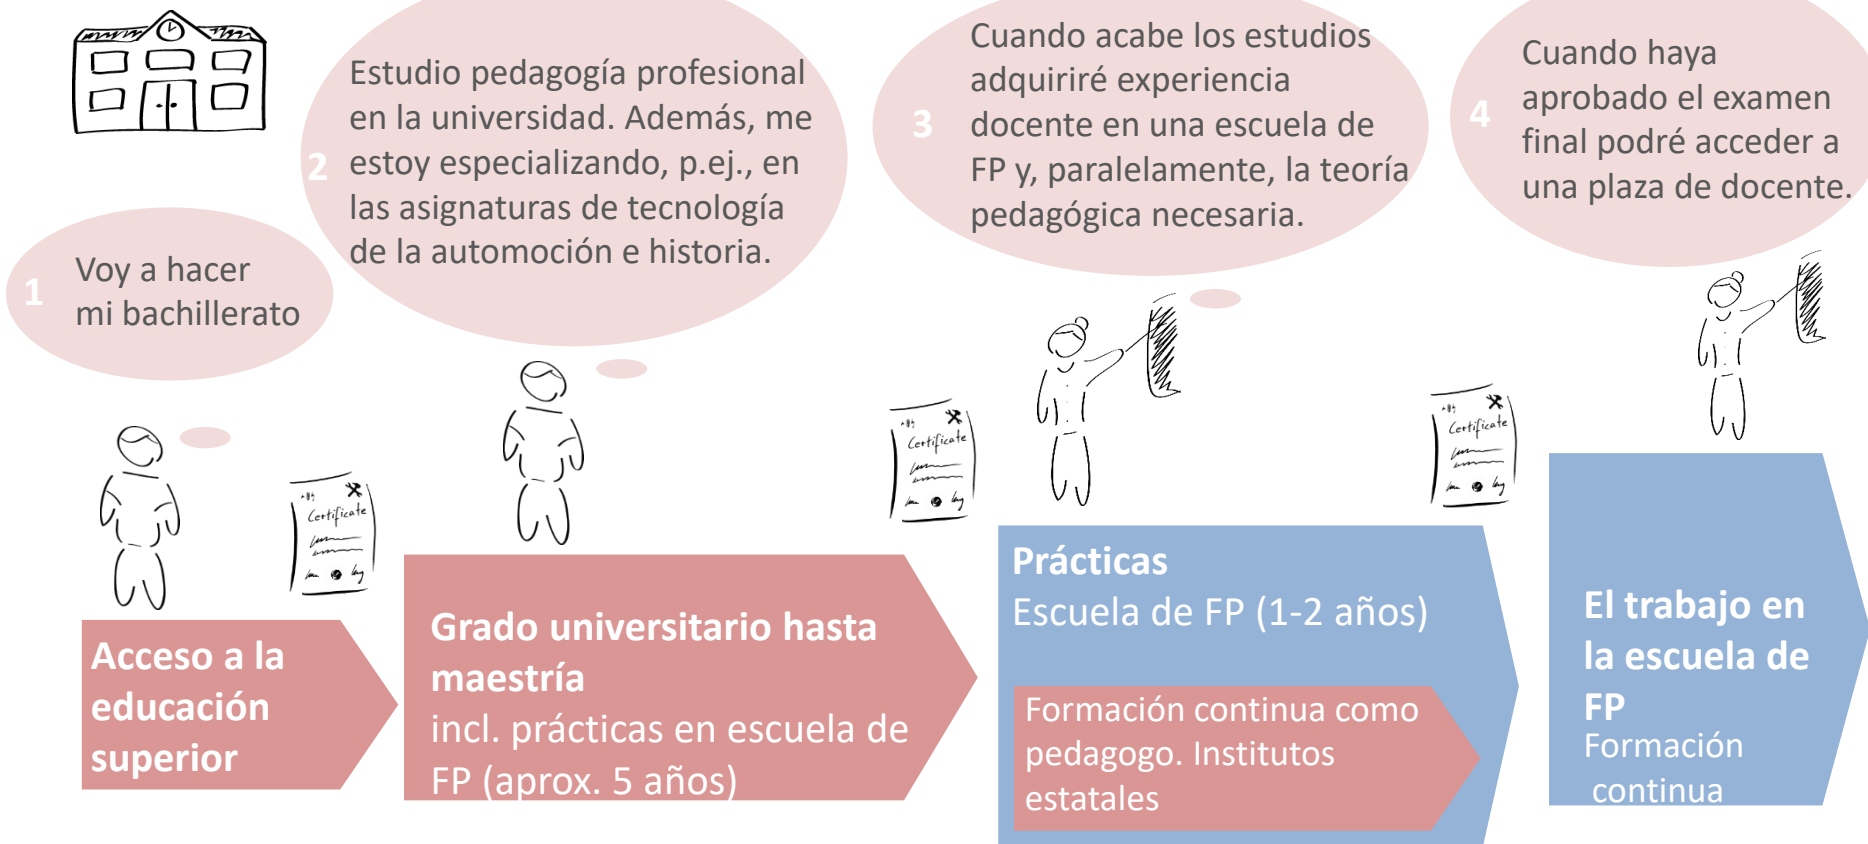 1
Voy a hacer
mi bachillerato
2
Estudio pedagogía profesional
en la universidad. Además, me
estoy especializando, p.ej., en
las asignaturas de tecnología
de la automoción e historia.
3
Cuando acabe los estudios
adquiriré experiencia
docente en una escuela de
FP y, paralelamente, la teoría
pedagógica necesaria.
4
Cuando haya
aprobado el examen
final podré acceder a
una plaza de docente.
Certificate
Certificate
Certificate
Acceso a la
educación
superior
Grado universitario hasta
maestría
incl. prácticas en escuela de
FP (aprox. 5 años)
Prácticas
Escuela de FP (1-2 años)
Formación continua como
pedagogo. Institutos
estatales
El trabajo en
la escuela de
FP
Formación
continua